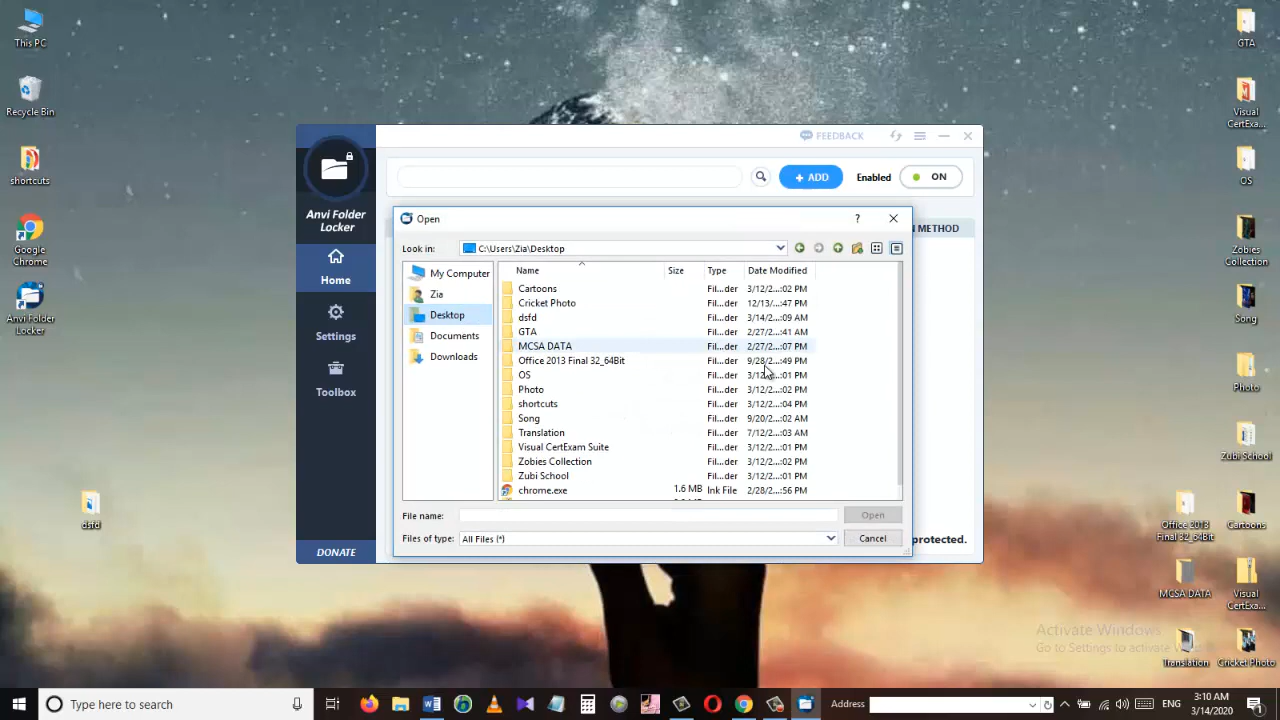 This PC
Recycle Bin
shortcuts
Google
Chrome
Anvi Folder
Locker
dsfd
GTA
Visual
CertExa...
OS
Zobies
Collection
Song
Photo
Zubi School
Office 2013
Final 32_64Bit
Cartoons
MCSA DATA
Visual
CertExa...
Translation
Cricket Photo
Anvi Folder
Locker
Home
Settings
Toolbox
DONATE
FEEDBACK
+ ADD
Enabled
ON
N METHOD
protected.
Open
?
Look in:
C:\Users\Zia\Desktop
My Computer
Zia
Desktop
Documents
Downloads
Name Size Type Date Modified
Cartoons Fil...der 3/12/2...:02 PM
Cricket Photo Fil...der 12/13/...:47 PM
dsfd Fil...der 3/14/2...:09 AM
GTA Fil...der 2/27/2...:41 AM
MCSA DATA Fil...der 2/27/2...:07 PM
Office 2013 Final 32_64Bit Fil...der 9/28/2...:49 PM
OS Fil...der 3/12/2...:01 PM
Photo Fil...der 3/12/2...:02 PM
shortcuts Fil...der 3/12/2...:04 PM
Song Fil...der 9/20/2...:02 AM
Translation Fil...der 7/12/2...:03 AM
Visual CertExam Suite Fil...der 3/12/2...:01 PM
Zobies Collection Fil...der 3/12/2...:02 PM
Zubi School Fil...der 3/12/2...:01 PM
chrome.exe 1.6 MB lnk File 2/28/2...:56 PM
File name:
Open
Files of type:
All Files (*)
Cancel
Activate Windows
Go to Settings to activate
Type here to search
Address
ENG
3:10 AM
3/14/2020